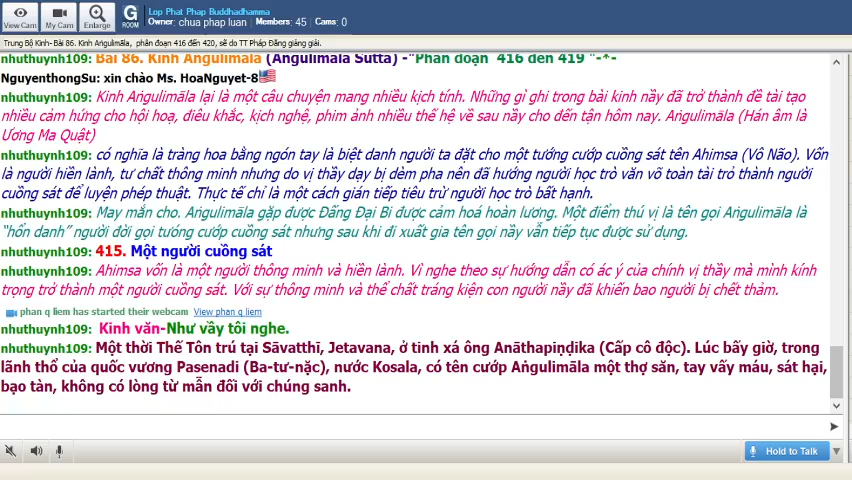 View Cam
My Cam
Enlarge
G
ROOM
Lop Phat Phap Buddhadhamma
Owner: chua phap luan Members: 45 Cams: 0
Trung Bộ Kinh- Bài 86. Kinh Angulimāla, phân đoạn 416 đến 420, sẽ do TT Pháp Đăng giảng giải.
nhuthuynh109: Bài 86. Kinh Aṅgulimāla (Aṅgulimāla Sutta) -"Phân đoạn 416 đến 419 "-*-
NguyenthongSu: xin chào Ms. HoaNguyet-8
nhuthuynh109: Kinh Aṅgulimāla lại là một câu chuyện mang nhiều kịch tính. Những gì ghi trong bài kinh nầy đã trở thành đề tài tạo
nhiều cảm hứng cho hội hoạ, điêu khắc, kịch nghệ, phim ảnh nhiều thế hệ về sau nầy cho đến tận hôm nay. Aṅgulimāla (Hán âm là
Ương Ma Quật)
nhuthuynh109: có nghĩa là tràng hoa bằng ngón tay là biệt danh người ta đặt cho một tướng cướp cuồng sát tên Ahimsa (Vô Não). Vốn
là người hiền lành, tư chất thông minh nhưng do vị thầy dạy bị dèm pha nên đã hướng người học trò văn võ toàn tài trở thành người
cuồng sát để luyện phép thuật. Thực tế chỉ là một cách gián tiếp tiêu trừ người học trò bất hạnh.
nhuthuynh109: May mắn cho. Aṅgulimāla gặp được Đấng Đại Bi được cảm hoá hoàn lương. Một điểm thú vị là tên gọi Aṅgulimāla là
“hổn danh” người đời gọi tướng cướp cuồng sát nhưng sau khi đi xuất gia tên gọi nầy vẫn tiếp tục được sử dụng.
nhuthuynh109: 415. Một người cuồng sát
nhuthuynh109: Ahimsa vốn là một người thông minh và hiền lành. Vì nghe theo sự hướng dẫn có ác ý của chính vị thầy mà mình kính
trọng trở thành một người cuồng sát. Với sự thông minh và thể chất tráng kiện con người nầy đã khiến bao người bị chết thảm.
phan q liem has started their webcam View phan q liem
nhuthuynh109: Kinh văn-Như vầy tôi nghe.
nhuthuynh109: Một thời Thế Tôn trú tại Sāvatthī, Jetavana, ở tinh xá ông Anāthapiṇḍika (Cấp cô độc). Lúc bấy giờ, trong
lãnh thổ của quốc vương Pasenadi (Ba-tư-nặc), nước Kosala, có tên cướp Aṅgulimāla một thợ săn, tay vấy máu, sát hại,
bạo tàn, không có lòng từ mẫn đối với chúng sanh.
Hold to Talk